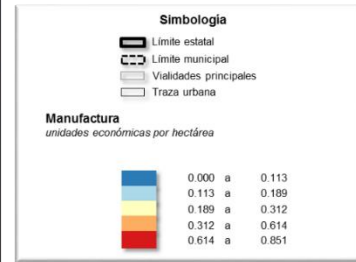 Simbología
Límite estatal
Límite municipal
Vialidades principales
Traza urbana
Manufactura
unidades económicas por hectárea
0.000 a 0.113
0.113 a 0.189
0.189 a 0.312
0.312 a 0.614
0.614 a 0.851